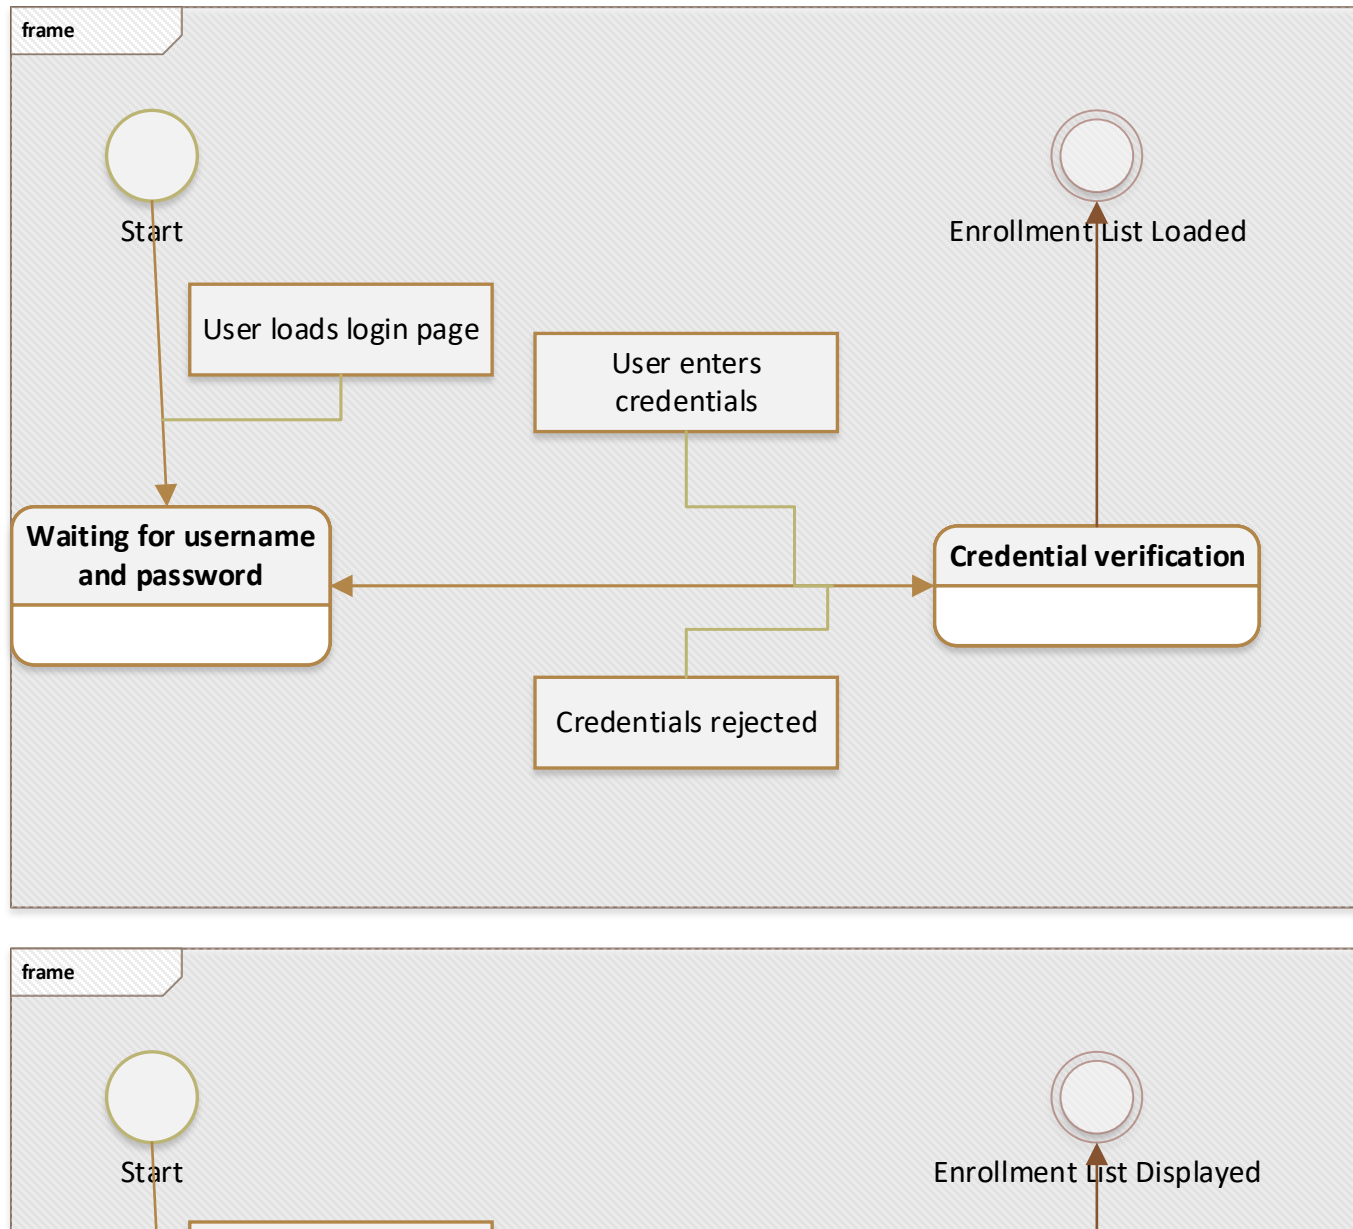 frame
Start
Enrollment List Loaded
User loads login page
User enters
credentials
Waiting for username
and password
Credential verification
Credentials rejected
frame
Start
Enrollment List Displayed